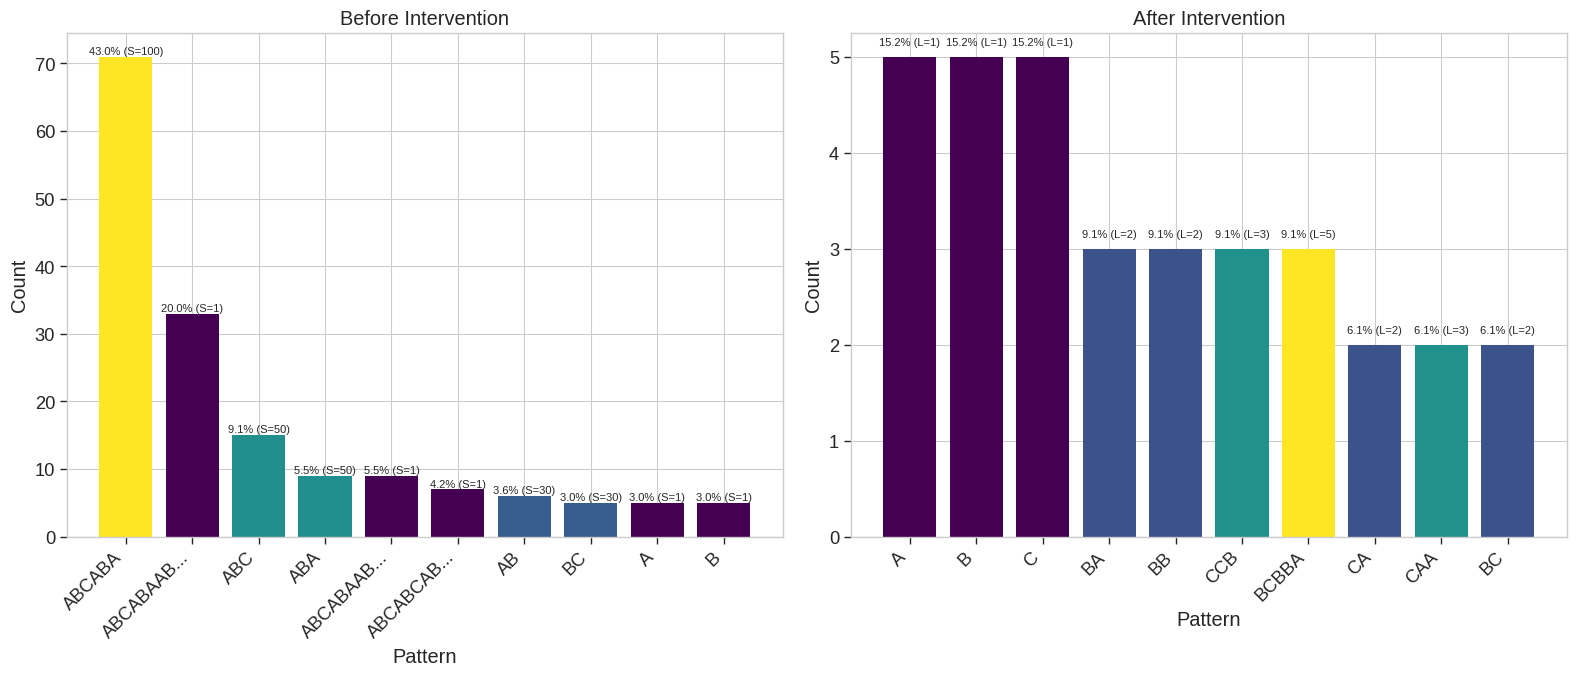 Before Intervention
Count
70
60
50
40
30
20
10
0
43.0% (S=100)
20.0% (S=1)
9.1% (S=50)
5.5% (S=50)
5.5% (S=1)
4.2% (S=1)
3.6% (S=30)
3.0% (S=30)
3.0% (S=1)
3.0% (S=1)
ABCABA
ABCABAAB...
ABC
ABA
ABCABAAB...
ABCABCAB...
AB
BC
A
B
Pattern
After Intervention
Count
5
4
3
2
1
0
15.2% (L=1)
15.2% (L=1)
15.2% (L=1)
9.1% (L=2)
9.1% (L=2)
9.1% (L=3)
9.1% (L=5)
6.1% (L=2)
6.1% (L=3)
6.1% (L=2)
A
B
C
BA
BB
CCB
BCBBA
CA
CAA
BC
Pattern